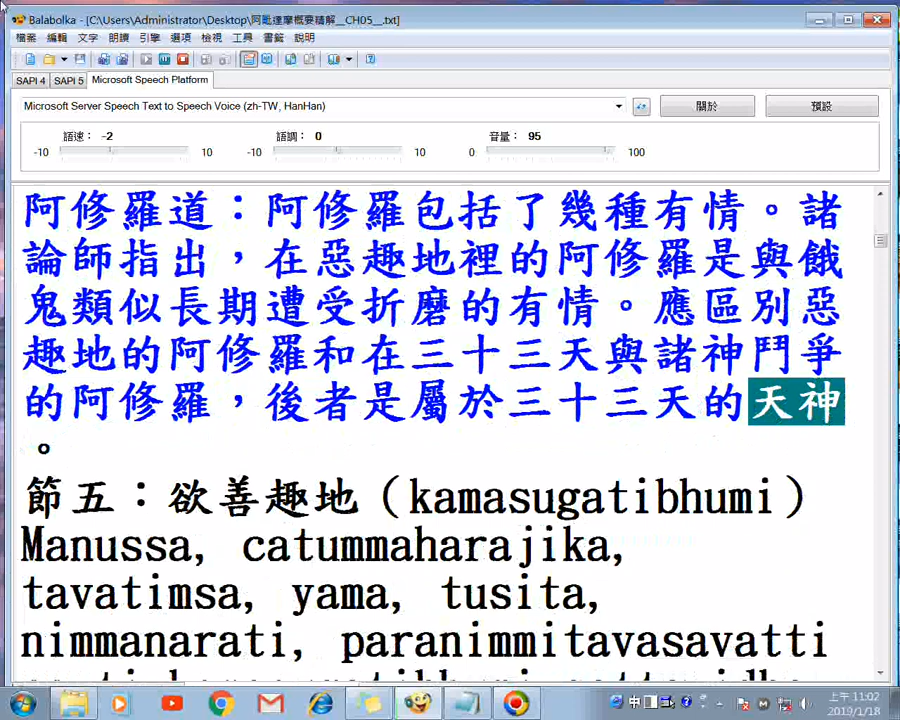 Balabolka - [C:\Users\Administrator\Desktop\阿毗達摩概要精解__CH05__.txt]
檔案 編輯 文字 朗讀 引擎 選項 檢視 工具 書籤 說明
SAPI 4 SAPI 5 Microsoft Speech Platform
Microsoft Server Speech Text to Speech Voice (zh-TW, HanHan) 關於 預設
語速： -2 語調： 0 音量： 95
-10 10 -10 10 0 100
阿修羅道：阿修羅包括了幾種有情。諸
論師指出，在惡趣地裡的阿修羅是與餓
鬼類似長期遭受折磨的有情。應區別惡
趣地的阿修羅和在三十三天與諸神鬥爭
的阿修羅，後者是屬於三十三天的天神
。
節五：欲善趣地（kamasugatibhumi）
Manussa, catummaharajika,
tavatimsa, yama, tusita,
nimmanarati, paranimmitavasavatti
中
上午 11:02
2019/1/18